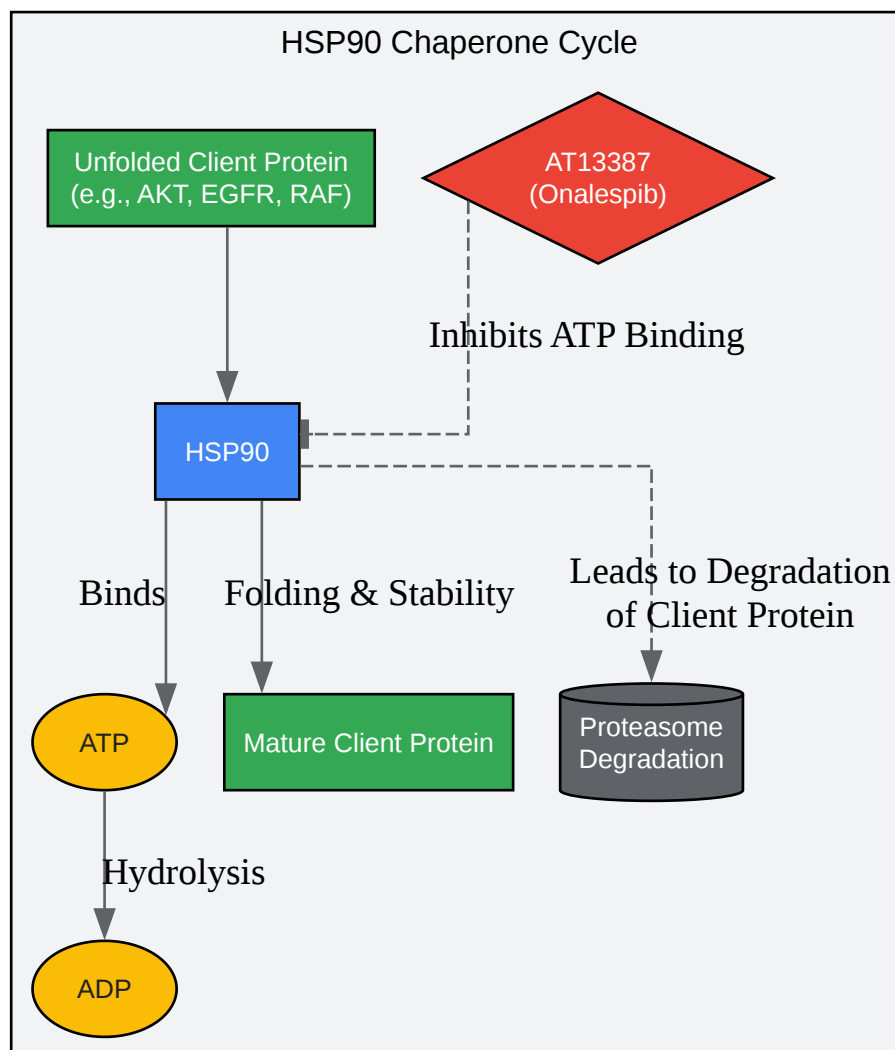 HSP90 Chaperone Cycle
Unfolded Client Protein
(e.g., AKT, EGFR, RAF)
AT13387
(Onalespib)
Inhibits ATP Binding
HSP90
Binds
Folding & Stability
Leads to Degradation
of Client Protein
ATP
Mature Client Protein
Proteasome
Degradation
Hydrolysis
ADP